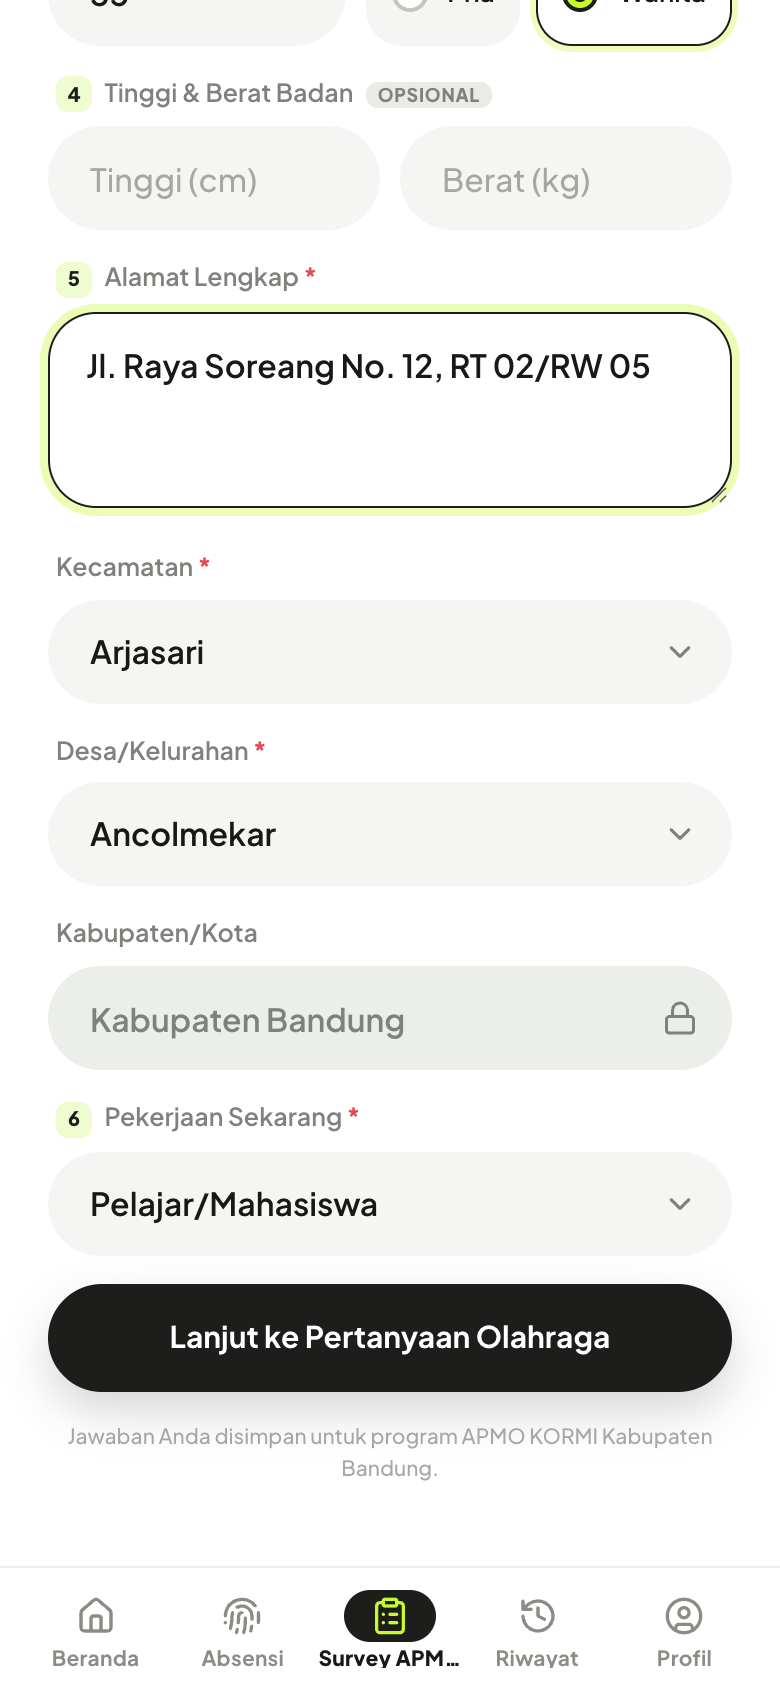 4 Tinggi & Berat Badan OPSIONAL
Tinggi (cm) Berat (kg)
5 Alamat Lengkap *
Jl. Raya Soreang No. 12, RT 02/RW 05
Kecamatan *
Arjasari
Desa/Kelurahan *
Ancolmekar
Kabupaten/Kota
Kabupaten Bandung
6 Pekerjaan Sekarang *
Pelajar/Mahasiswa
Lanjut ke Pertanyaan Olahraga
Jawaban Anda disimpan untuk program APMO KORMI Kabupaten
Bandung.
Beranda Absensi Survey APM... Riwayat Profil